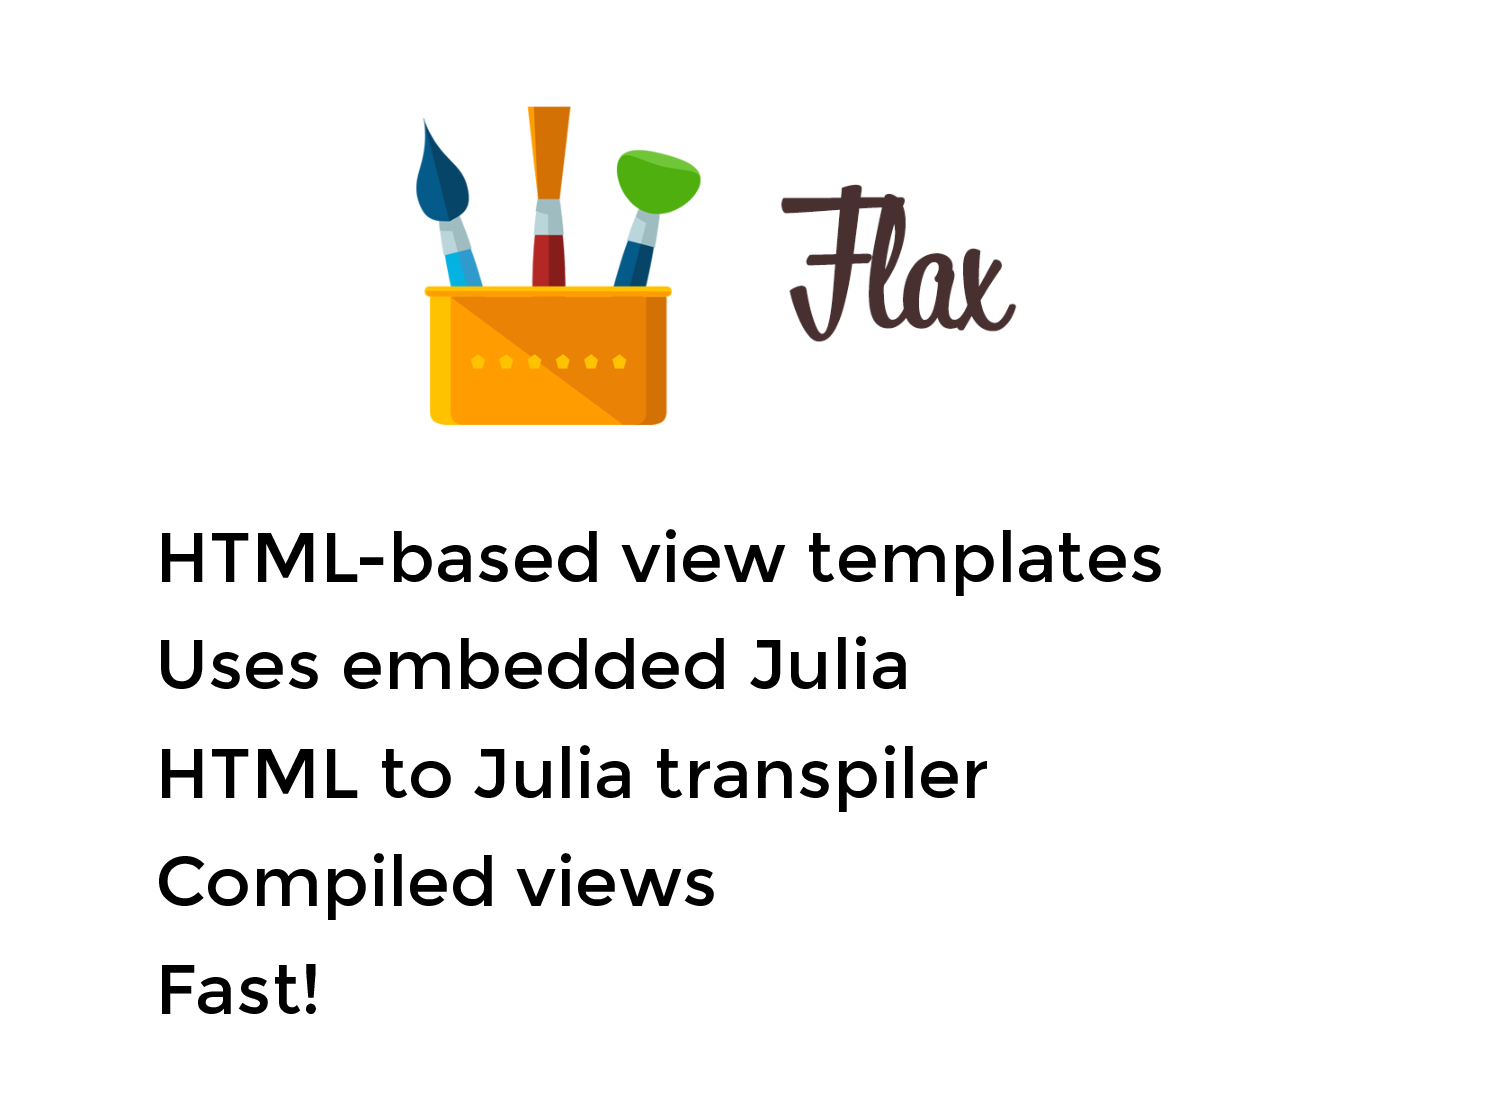 Flax
HTML-based view templates
Uses embedded Julia
HTML to Julia transpiler
Compiled views
Fast!